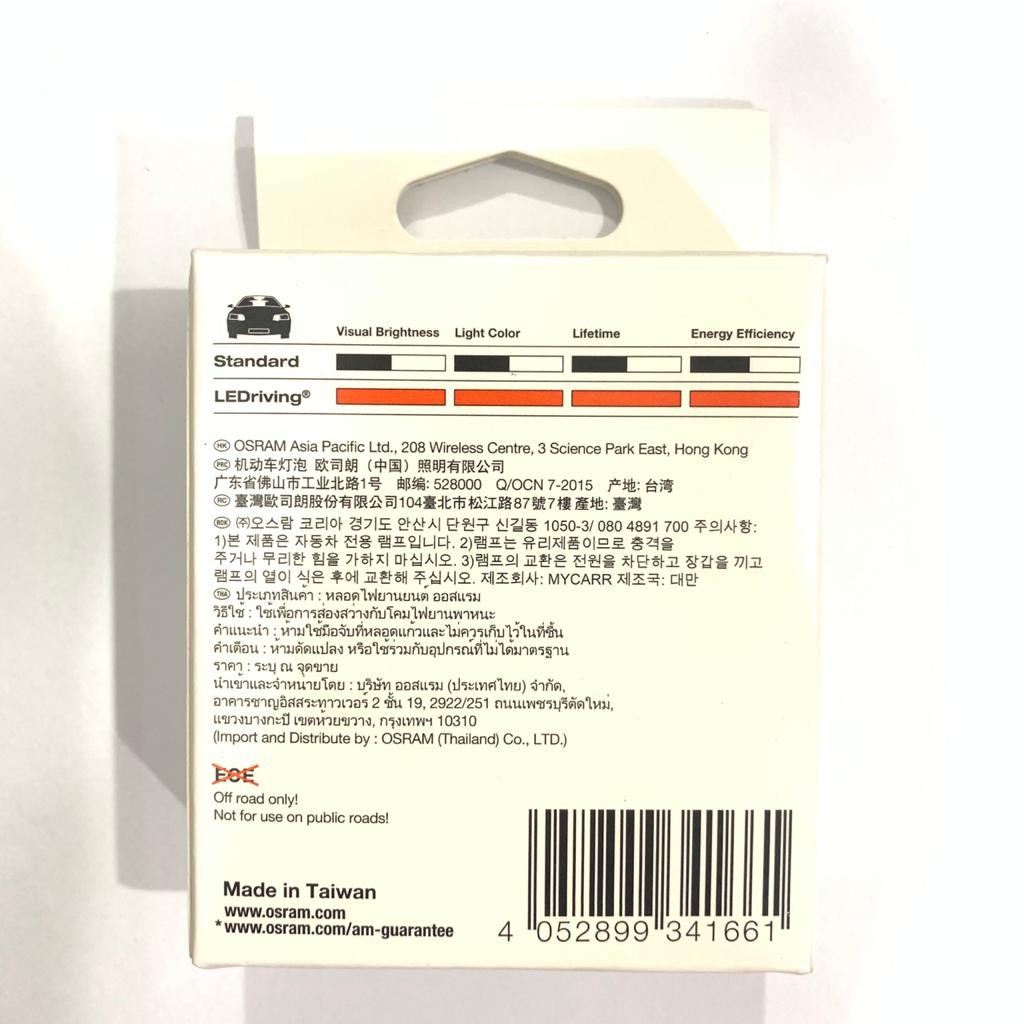 Visual Brightness Light Color Lifetime Energy Efficiency
Standard
LEDriving®
HK OSRAM Asia Pacific Ltd., 208 Wireless Centre, 3 Science Park East, Hong Kong
PRC 机动车灯泡 欧司朗（中国）照明有限公司
广东省佛山市工业北路1号 邮编: 528000 Q/OCN 7-2015 产地: 台湾
RC 臺灣歐司朗股份有限公司104臺北市松江路87號7樓 產地: 臺灣
ROK ㈜오스람 코리아 경기도 안산시 단원구 신길동 1050-3/ 080 4891 700 주의사항:
1)본 제품은 자동차 전용 램프입니다. 2)램프는 유리제품이므로 충격을
주거나 무리한 힘을 가하지 마십시오. 3)램프의 교환은 전원을 차단하고 장갑을 끼고
램프의 열이 식은 후에 교환해 주십시오. 제조회사: MYCARR 제조국: 대만
THA ประเภทสินค้า : หลอดไฟยานยนต์ ออสแรม
วิธีใช้ : ใช้เพื่อการส่องสว่างกับโคมไฟยานพาหนะ
คำแนะนำ : ห้ามใช้มือจับที่หลอดแก้วและไม่ควรเก็บไว้ในที่ชื้น
คำเตือน : ห้ามดัดแปลง หรือใช้ร่วมกับอุปกรณ์ที่ไม่ได้มาตรฐาน
ราคา : ระบุ ณ จุดขาย
นำเข้าและจำหน่ายโดย : บริษัท ออสแรม (ประเทศไทย) จำกัด,
อาคารชาญอิสสระทาวเวอร์ 2 ชั้น 19, 2922/251 ถนนเพชรบุรีตัดใหม่,
แขวงบางกะปิ เขตห้วยขวาง, กรุงเทพฯ 10310
(Import and Distribute by : OSRAM (Thailand) Co., LTD.)
ECE
Off road only!
Not for use on public roads!
Made in Taiwan
www.osram.com
*www.osram.com/am-guarantee
4 052899 341661